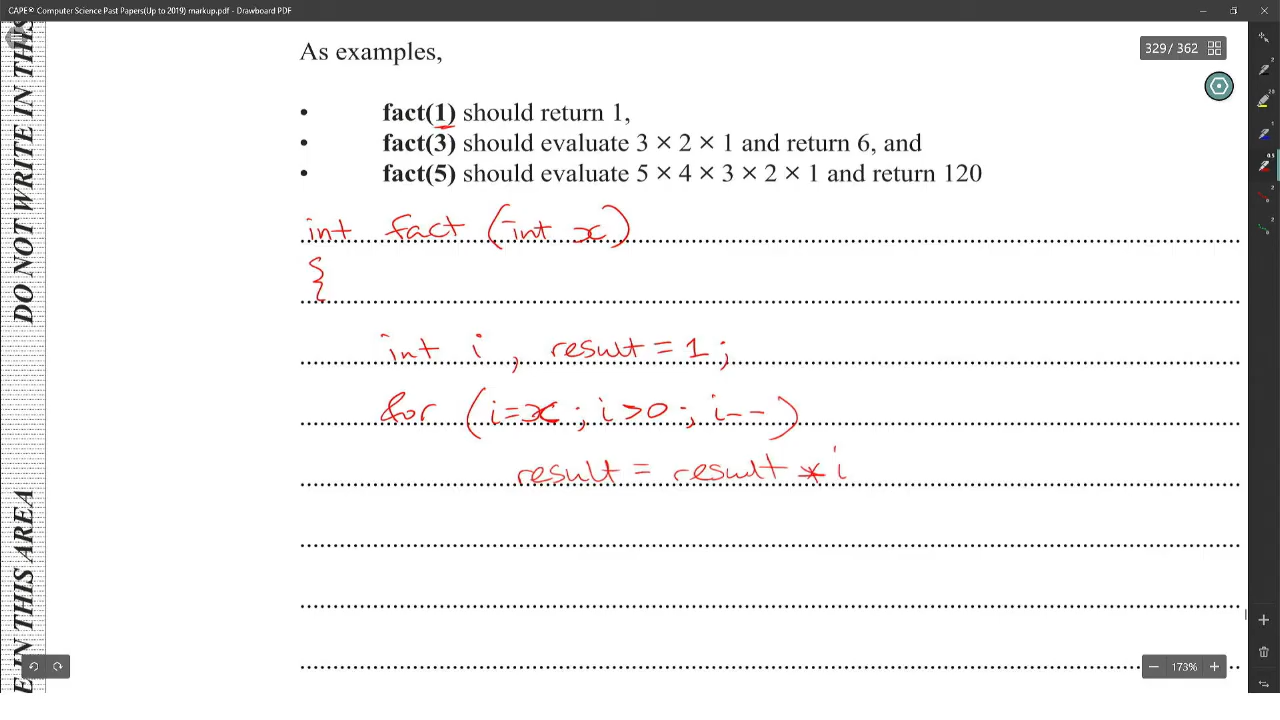 CAPE® Computer Science Past Papers(Up to 2019) markup.pdf - Drawboard PDF
329 / 362
DO NOT WRITE IN THIS
E IN THIS AREA
As examples,
• fact(1) should return 1,
• fact(3) should evaluate 3 × 2 × 1 and return 6, and
• fact(5) should evaluate 5 × 4 × 3 × 2 × 1 and return 120
int fact (int x)
{
int i , result = 1 ;
for (i=x ; i>0 ; i--)
result = result * i
173%